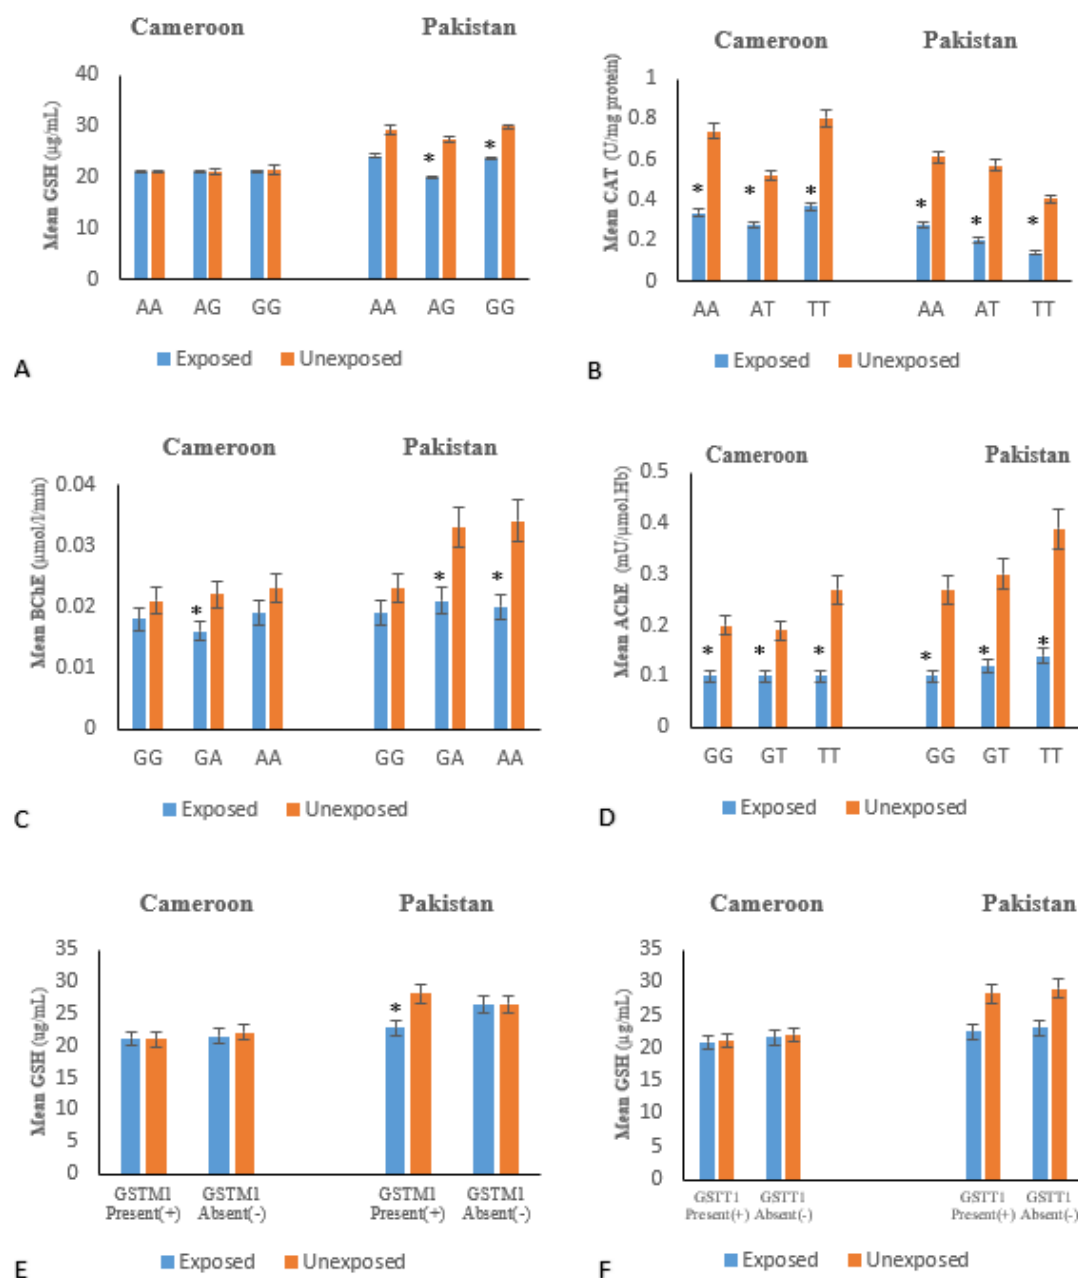 Cameroon Pakistan
Mean GSH (µg/mL)
40
30
20
10
0
* *
AA AG GG AA AG GG
Exposed Unexposed
A
Cameroon Pakistan
Mean CAT (U/mg protein)
1
0.8
0.6
0.4
0.2
0
* * * * * *
AA AT TT AA AT TT
Exposed Unexposed
B
Cameroon Pakistan
Mean BChE (µmol/l/min)
0.04
0.03
0.02
0.01
0
* * *
GG GA AA GG GA AA
Exposed Unexposed
C
Cameroon Pakistan
Mean AChE (mU/µmol.Hb)
0.5
0.4
0.3
0.2
0.1
0
* * * * * *
GG GT TT GG GT TT
Exposed Unexposed
D
Cameroon Pakistan
Mean GSH (ug/mL)
35
30
25
20
15
10
5
0
*
GSTM1 GSTM1 GSTM1 GSTM1
Present(+) Absent(-) Present(+) Absent(-)
Exposed Unexposed
E
Cameroon Pakistan
Mean GSH (µg/mL)
35
30
25
20
15
10
5
0
GSTT1 GSTT1 GSTT1 GSTT1
Present(+) Absent(-) Present(+) Absent(-)
Exposed Unexposed
F